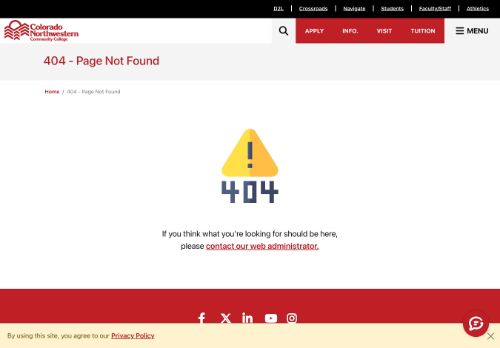 D2L
Crossroads
Navigate
Students
Faculty/Staff
Athletics
Colorado
Northwestern
Community College
APPLY
INFO.
VISIT
TUITION
MENU
404 - Page Not Found
Home / 404 - Page Not Found
404
If you think what you're looking for should be here,
please contact our web administrator.
By using this site, you agree to our Privacy Policy